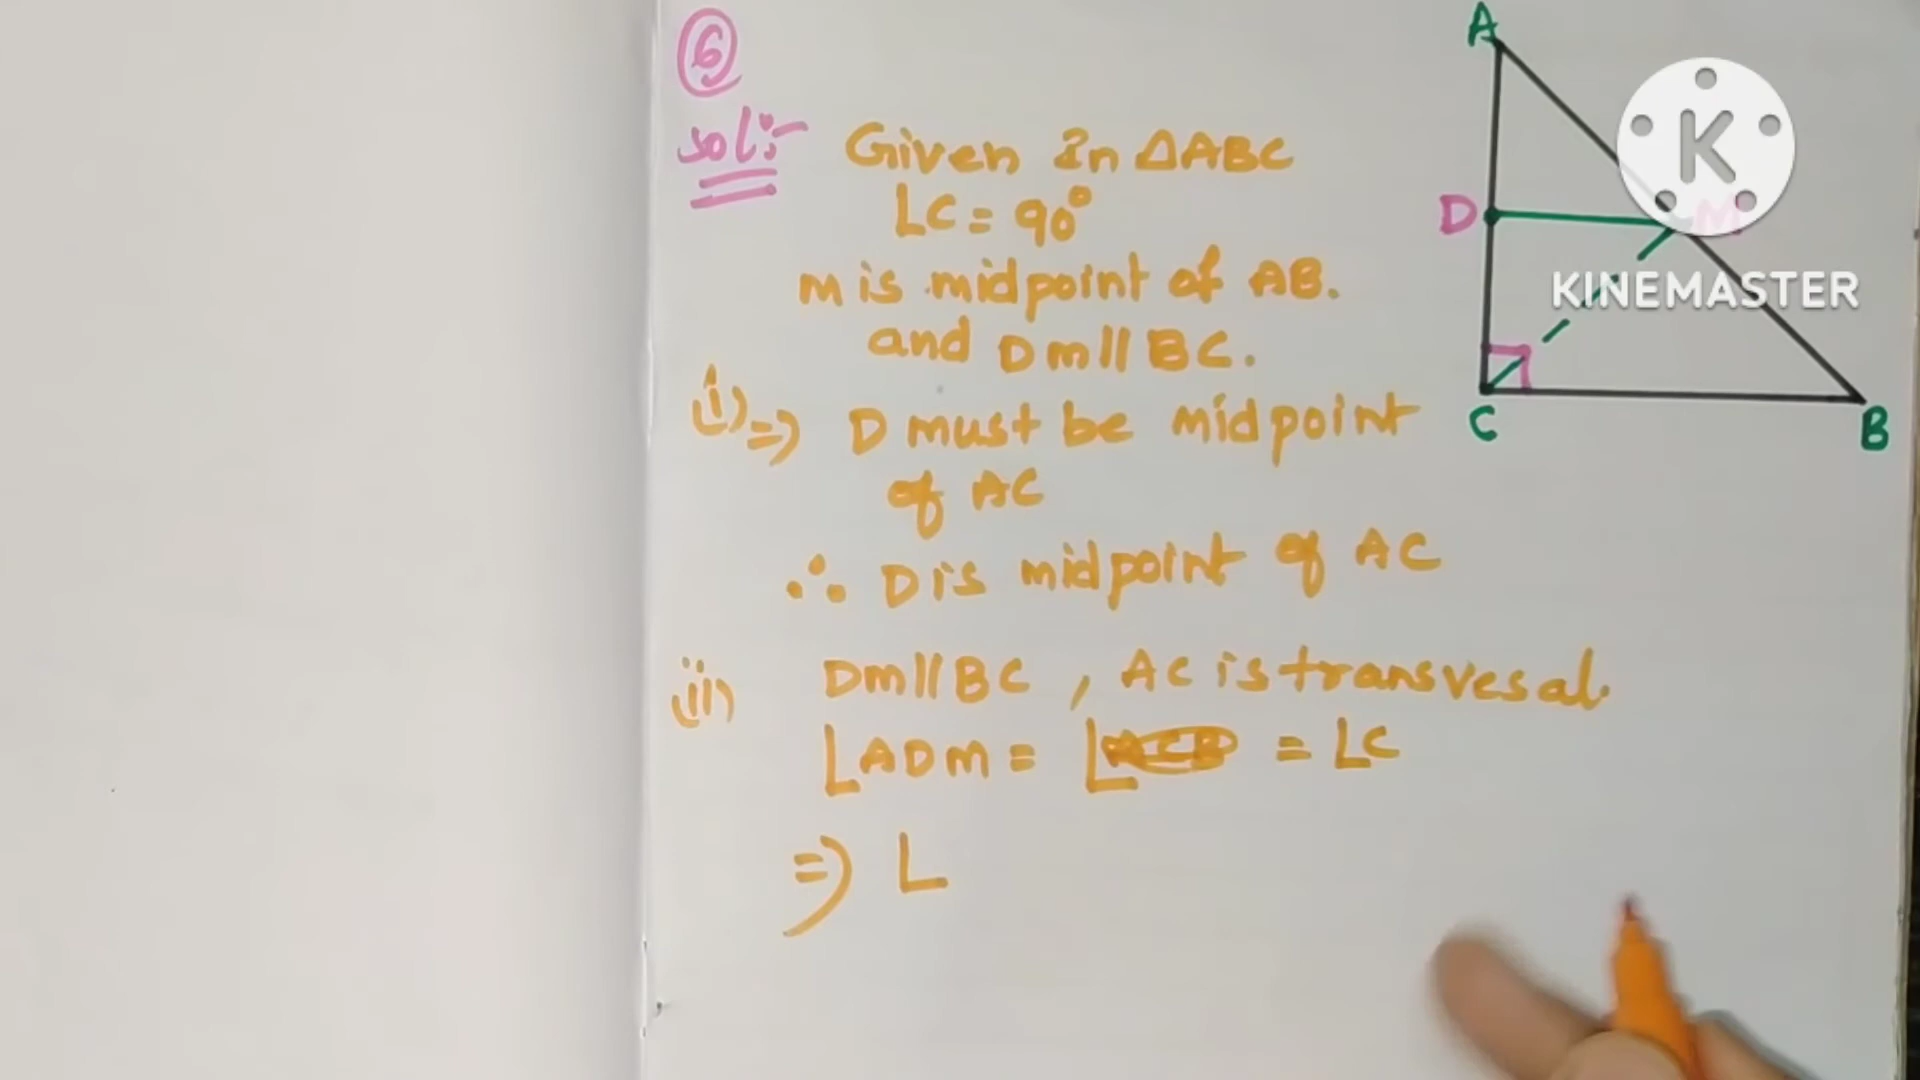 6
Sol:-
Given In △ABC
∟C = 90°
M is midpoint of AB.
and DM || BC.
(i) => D must be midpoint
of AC
∴ D is midpoint of AC
(ii) DM || BC , AC is transvesal.
∟ADM = ∟ = ∟C
=> ∟
A
D
M
C
B
K
KINEMASTER